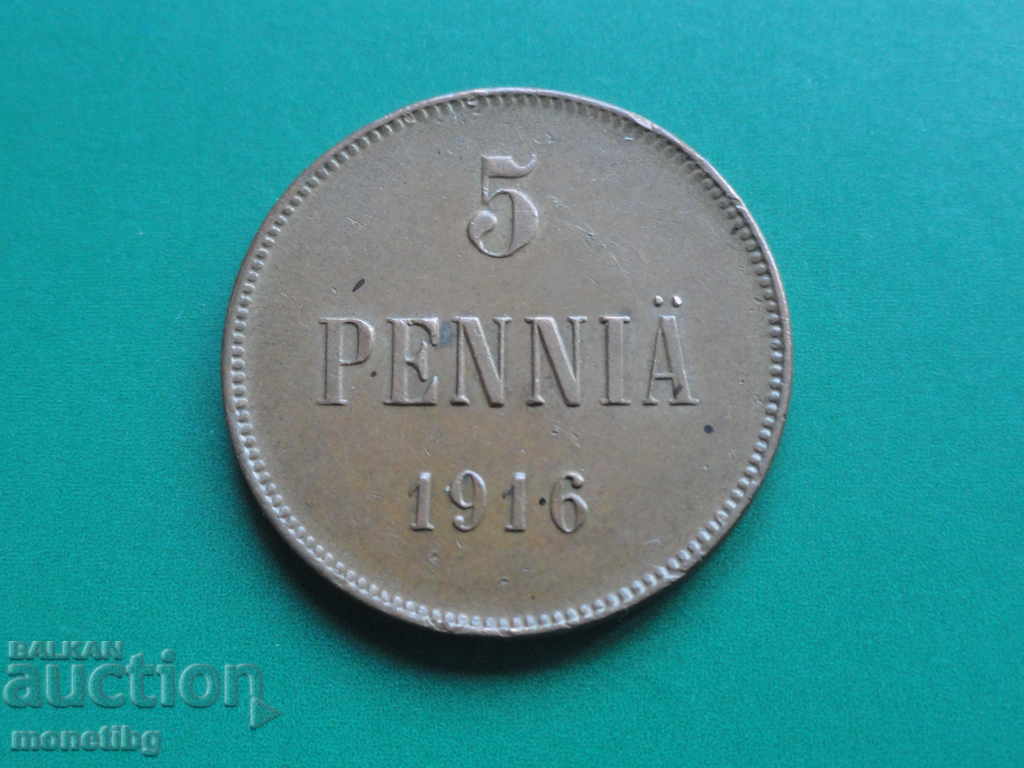 5
PENNIÄ
1916
BALKAN
auction
monetibg